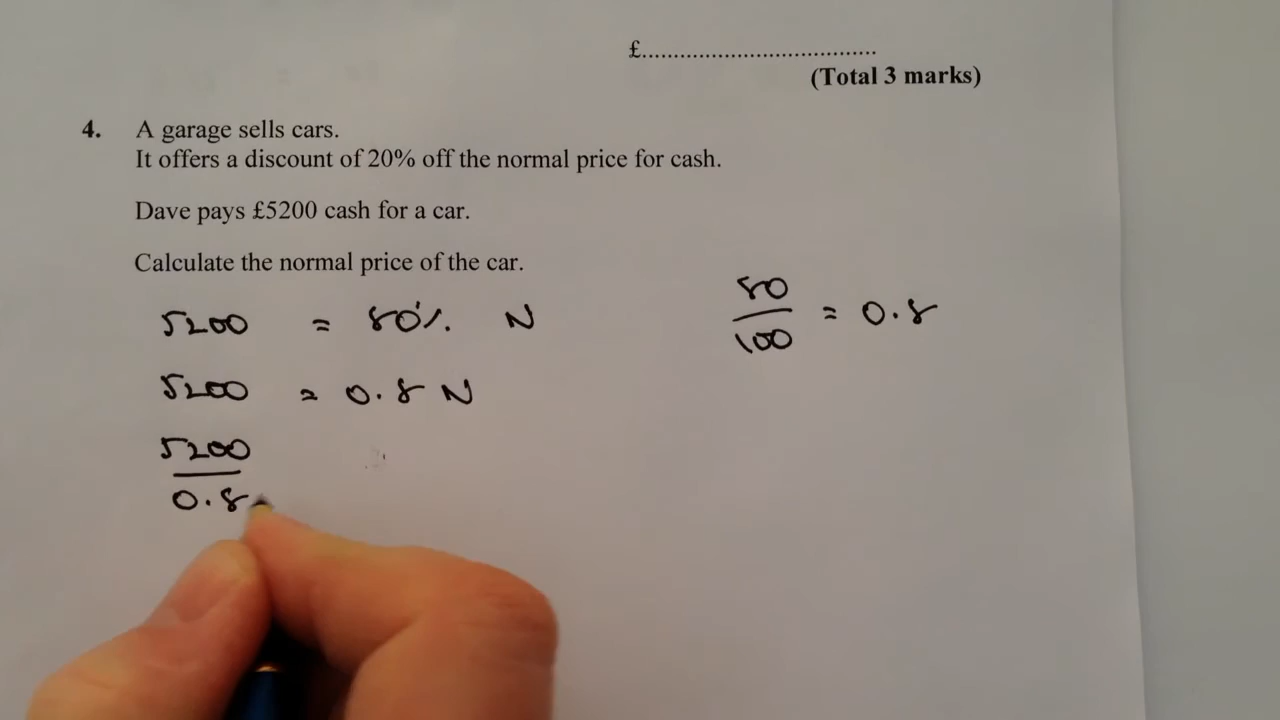 £....................................
(Total 3 marks)
4. A garage sells cars.
It offers a discount of 20% off the normal price for cash.
Dave pays £5200 cash for a car.
Calculate the normal price of the car.
5200 = 80% N
80
100 = 0.8
5200 = 0.8 N
5200
0.8